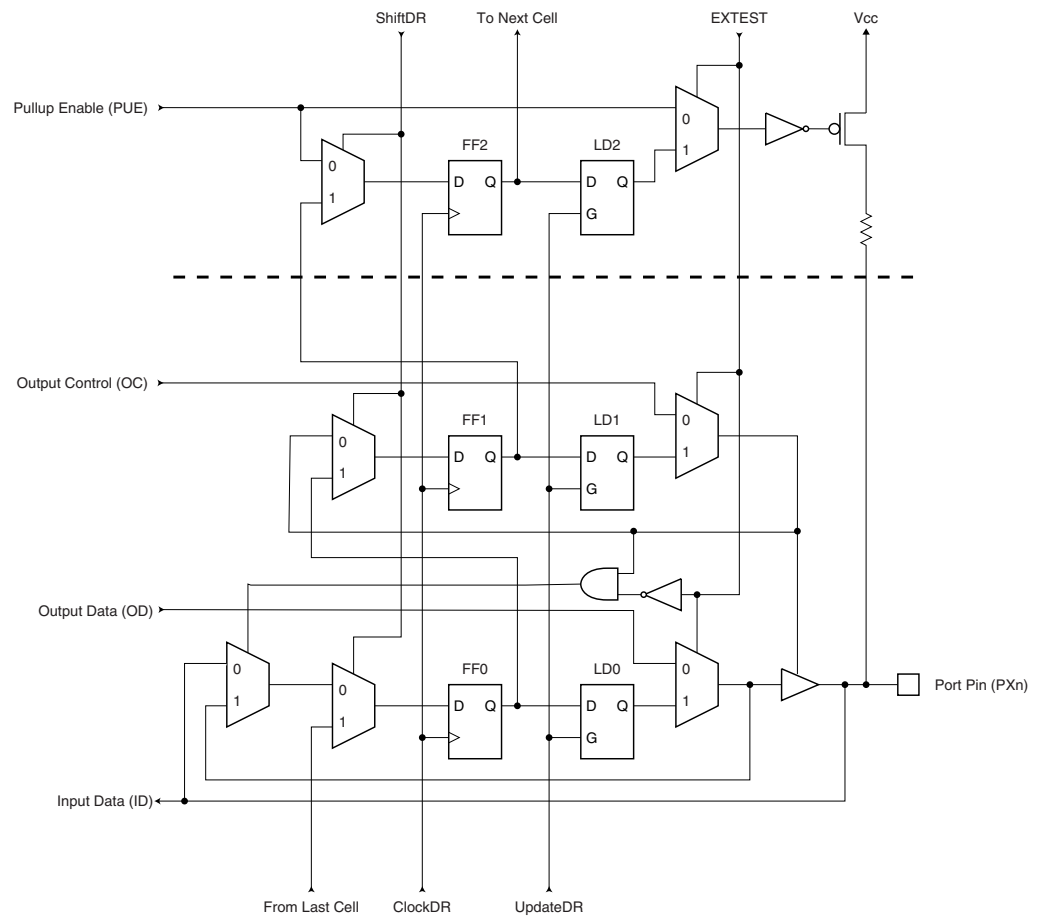 ShiftDR
To Next Cell
EXTEST
Vcc
Pullup Enable (PUE)
0
1
FF2
D Q
LD2
D Q
G
0
1
Output Control (OC)
0
1
FF1
D Q
LD1
D Q
G
0
1
Output Data (OD)
0
1
0
1
FF0
D Q
LD0
D Q
G
0
1
Port Pin (PXn)
Input Data (ID)
From Last Cell
ClockDR
UpdateDR